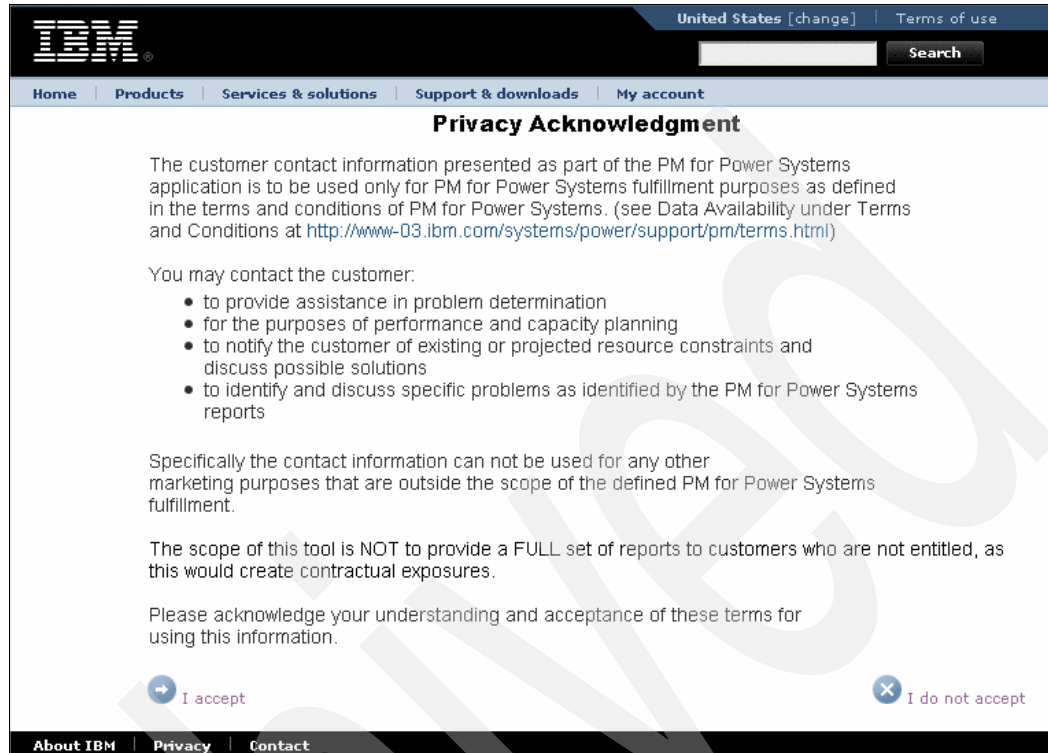 United States [change] | Terms of use
IBM®
Search
Home | Products | Services & solutions | Support & downloads | My account
Privacy Acknowledgment
The customer contact information presented as part of the PM for Power Systems
application is to be used only for PM for Power Systems fulfillment purposes as defined
in the terms and conditions of PM for Power Systems. (see Data Availability under Terms
and Conditions at http://www-03.ibm.com/systems/power/support/pm/terms.html)
You may contact the customer:
• to provide assistance in problem determination
• for the purposes of performance and capacity planning
• to notify the customer of existing or projected resource constraints and
discuss possible solutions
• to identify and discuss specific problems as identified by the PM for Power Systems
reports
Specifically the contact information can not be used for any other
marketing purposes that are outside the scope of the defined PM for Power Systems
fulfillment.
The scope of this tool is NOT to provide a FULL set of reports to customers who are not entitled, as
this would create contractual exposures.
Please acknowledge your understanding and acceptance of these terms for
using this information.
I accept
I do not accept
About IBM | Privacy | Contact